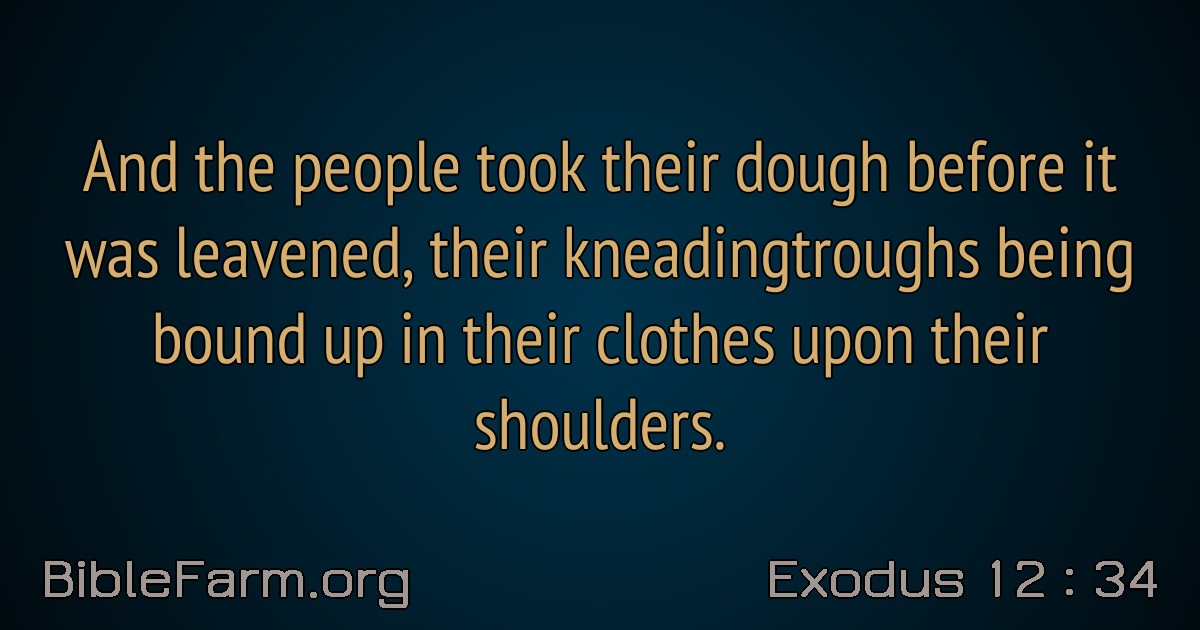 And the people took their dough before it
was leavened, their kneadingtroughs being
bound up in their clothes upon their
shoulders.
BibleFarm.org
Exodus 12 : 34